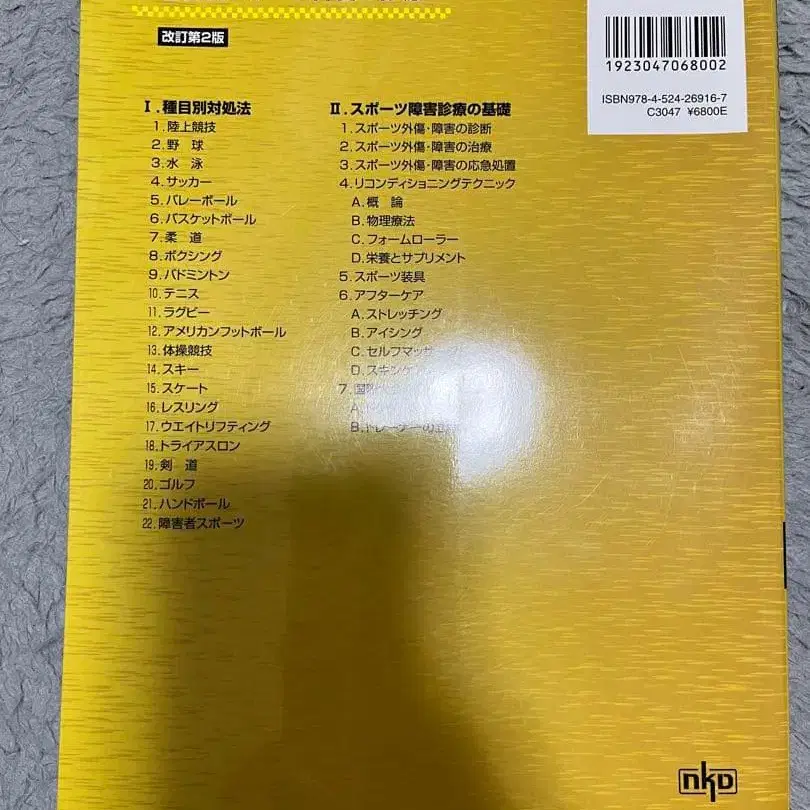 改訂第2版
1923047068002
ISBN978-4-524-26916-7
C3047 ¥6800E
I.種目別対処法
1.陸上競技
2.野 球
3.水 泳
4.サッカー
5.バレーボール
6.バスケットボール
7.柔 道
8.ボクシング
9.バドミントン
10.テニス
11.ラグビー
12.アメリカンフットボール
13.体操競技
14.スキー
15.スケート
16.レスリング
17.ウエイトリフティング
18.トライアスロン
19.剣 道
20.ゴルフ
21.ハンドボール
22.障害者スポーツ
II.スポーツ障害診療の基礎
1.スポーツ外傷・障害の診断
2.スポーツ外傷・障害の治療
3.スポーツ外傷・障害の応急処置
4.リコンディショニングテクニック
A.概 論
B.物理療法
C.フォームローラー
D.栄養とサプリメント
5.スポーツ装具
6.アフターケア
A.ストレッチング
B.アイシング
C.セルフマッサ
D.スキンケア
7.国際
A.
B.トレーナーの
nkD